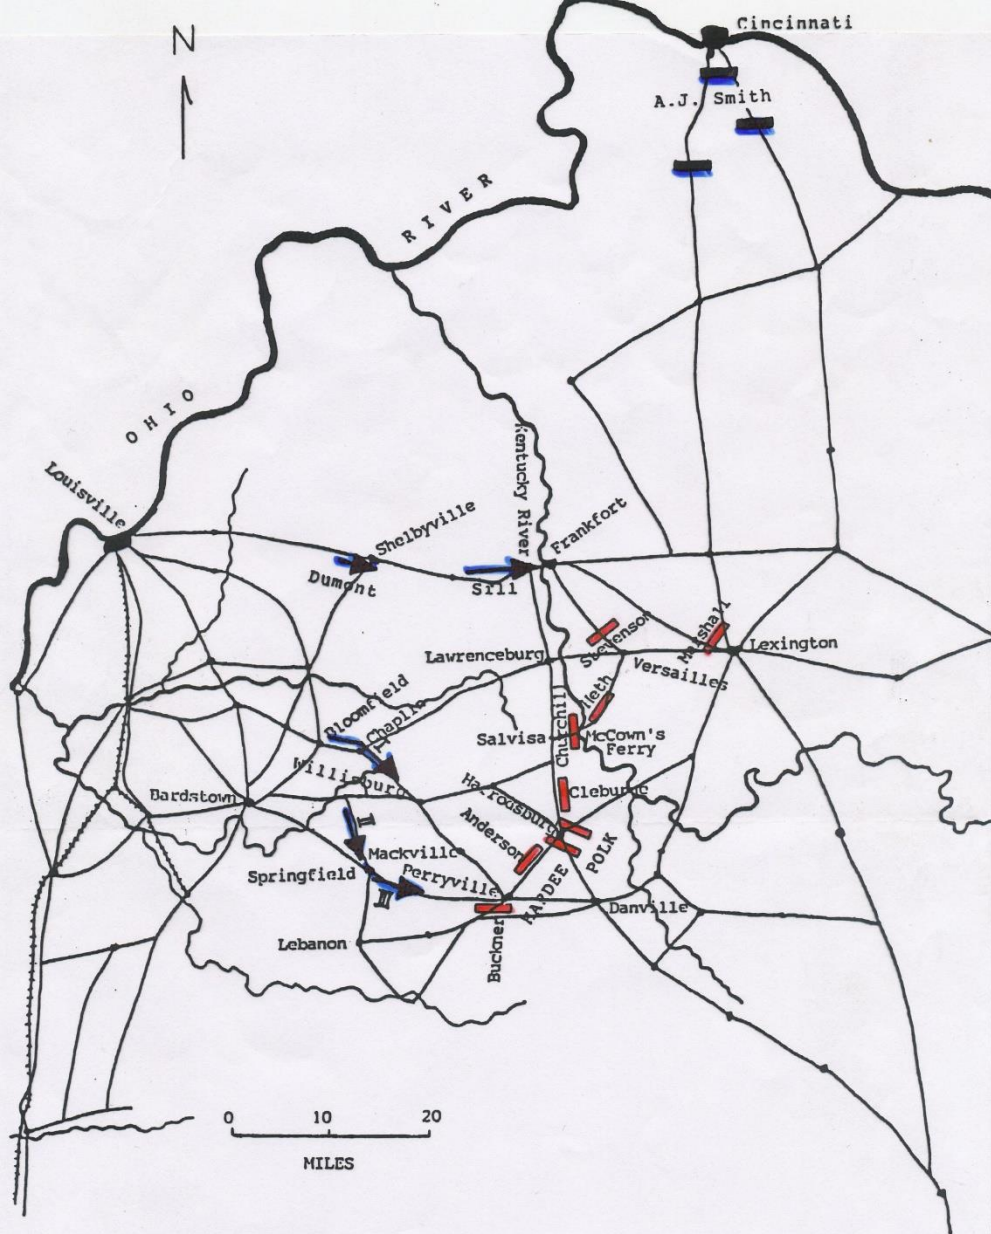 N
Cincinnati
A.J. Smith
RIVER
OHIO
Louisville
Kentucky River
Shelbyville
Frankfort
Dumont
Sill
Stevenson
Marshall
Lexington
Lawrenceburg
Versailles
Heth
Bloomfield
Chaplin
Churchill
Salvisa
McCown's
Ferry
Willisburg
Bardstown
Harrodsburg
Cleburne
I
II
Anderson
POLK
Mackville
Springfield
Perryville
III
HARDEE
Danville
Lebanon
Buckner
0 10 20
MILES